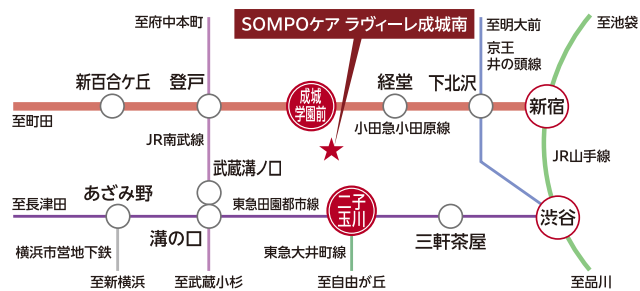 至府中本町
SOMPOケア ラヴィーレ成城南
至明大前
至池袋
京王
井の頭線
新百合ケ丘
登戸
経堂
下北沢
成城
学園前
新宿
至町田
小田急小田原線
JR南武線
JR山手線
武蔵溝ノ口
あざみ野
至長津田
東急田園都市線
二子
玉川
渋谷
溝の口
三軒茶屋
横浜市営地下鉄
東急大井町線
至新横浜
至武蔵小杉
至自由が丘
至品川